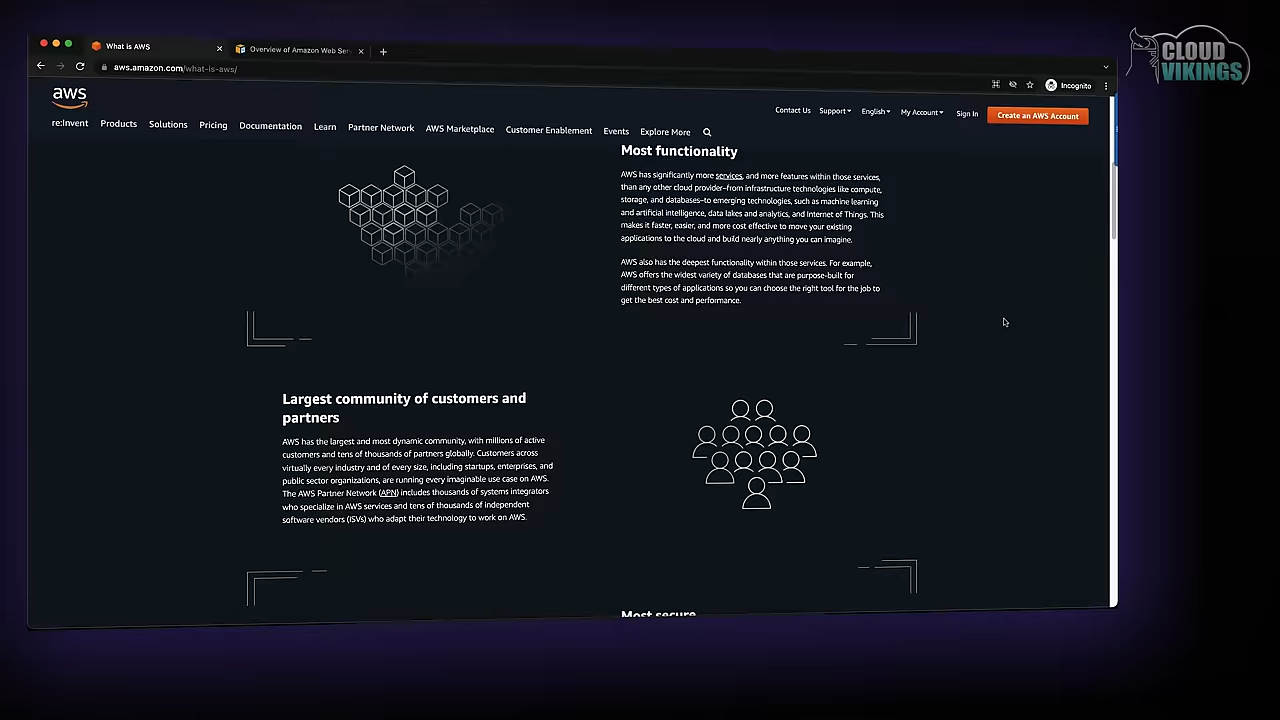 CLOUD
VIKINGS
What is AWS
Overview of Amazon Web Ser
aws.amazon.com/what-is-aws/
Incognito
aws
Contact Us Support English My Account Sign In Create an AWS Account
re:Invent Products Solutions Pricing Documentation Learn Partner Network AWS Marketplace Customer Enablement Events Explore More
Most functionality
AWS has significantly more services, and more features within those services,
than any other cloud provider–from infrastructure technologies like compute,
storage, and databases–to emerging technologies, such as machine learning
and artificial intelligence, data lakes and analytics, and Internet of Things. This
makes it faster, easier, and more cost effective to move your existing
applications to the cloud and build nearly anything you can imagine.
AWS also has the deepest functionality within those services. For example,
AWS offers the widest variety of databases that are purpose-built for
different types of applications so you can choose the right tool for the job to
get the best cost and performance.
Largest community of customers and
partners
AWS has the largest and most dynamic community, with millions of active
customers and tens of thousands of partners globally. Customers across
virtually every industry and of every size, including startups, enterprises, and
public sector organizations, are running every imaginable use case on AWS.
The AWS Partner Network (APN) includes thousands of systems integrators
who specialize in AWS services and tens of thousands of independent
software vendors (ISVs) who adapt their technology to work on AWS.
Most secure